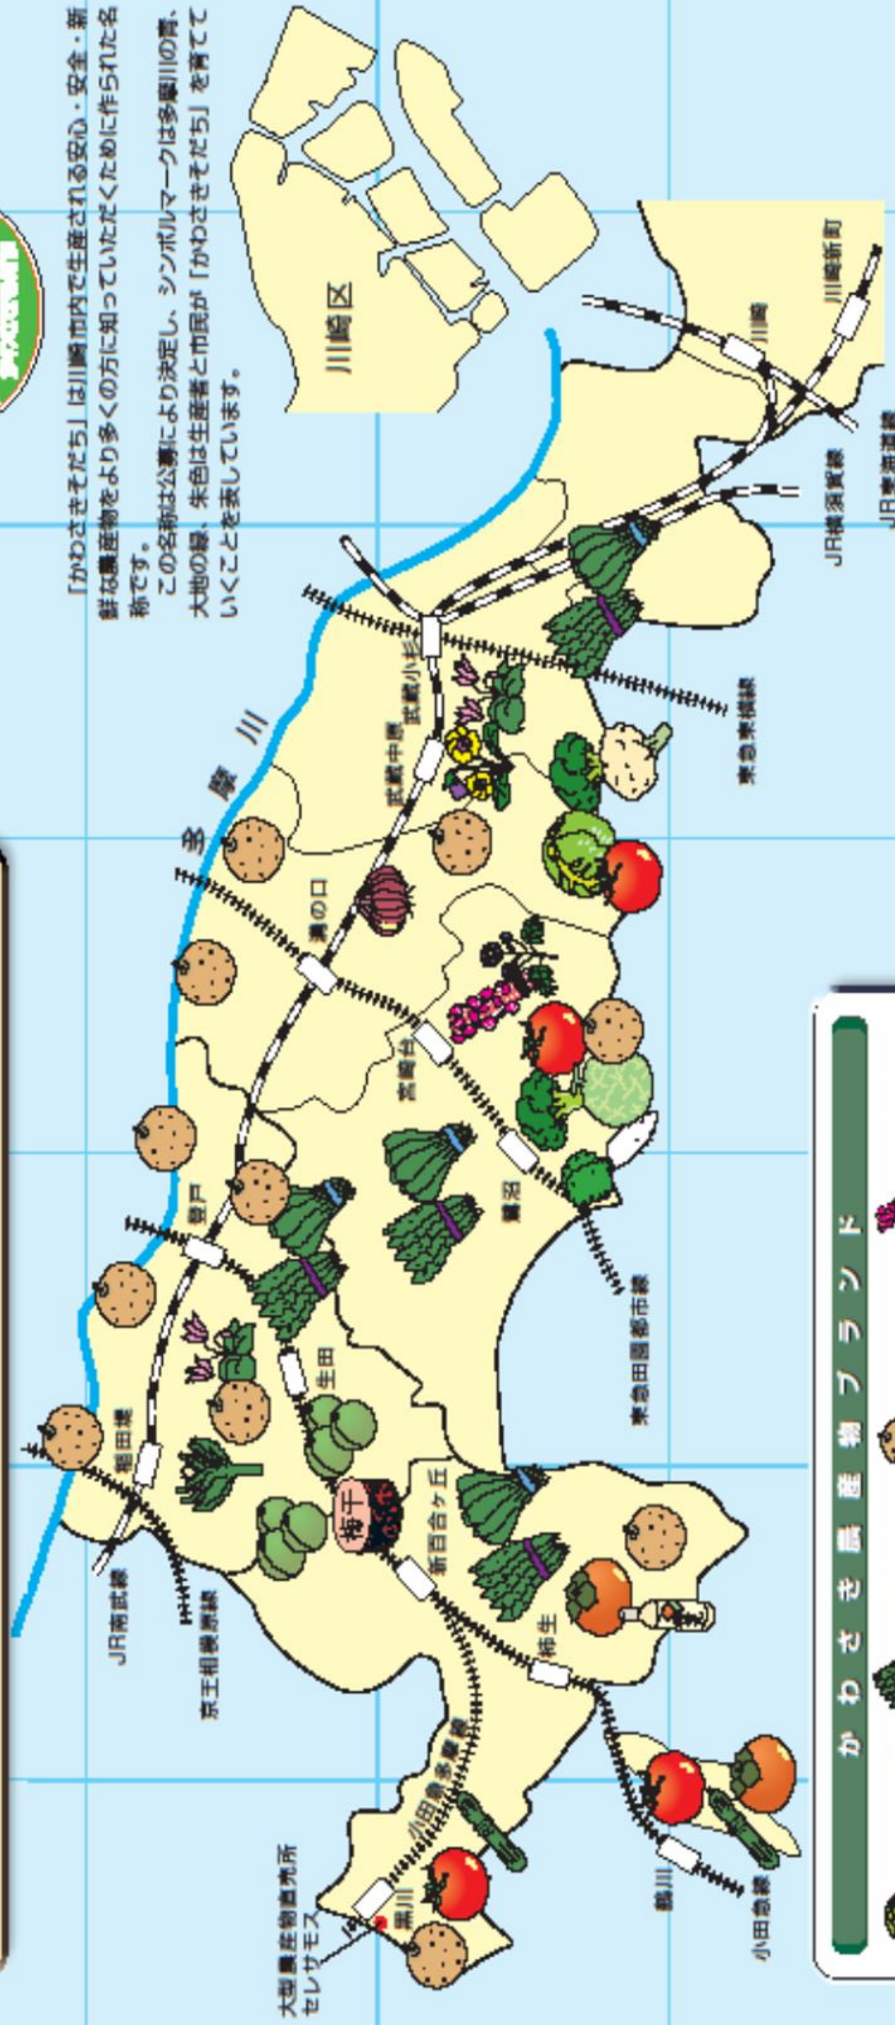 「かわさきそだち」は川崎市内で生産される安心・安全・新
鮮な農産物をより多くの方に知っていただくために作られた名
称です。
この名称は公募により決定し、シンボルマークは多摩川の青、
大地の緑、朱色は生産者と市民が「かわさきそだち」を育てて
いくことを表しています。
川崎区
多摩川
川崎
川崎新町
JR横須賀線
JR東海道線
武蔵小杉
武蔵中原
東急東横線
溝の口
宮崎台
鷺沼
東急田園都市線
登戸
生田
稲田堤
JR南武線
京王相模原線
梅干
新百合ヶ丘
柿生
小田急多摩線
黒川
大型農産物直売所
セレサモス
鶴川
小田急線
かわさき農産物ブランド